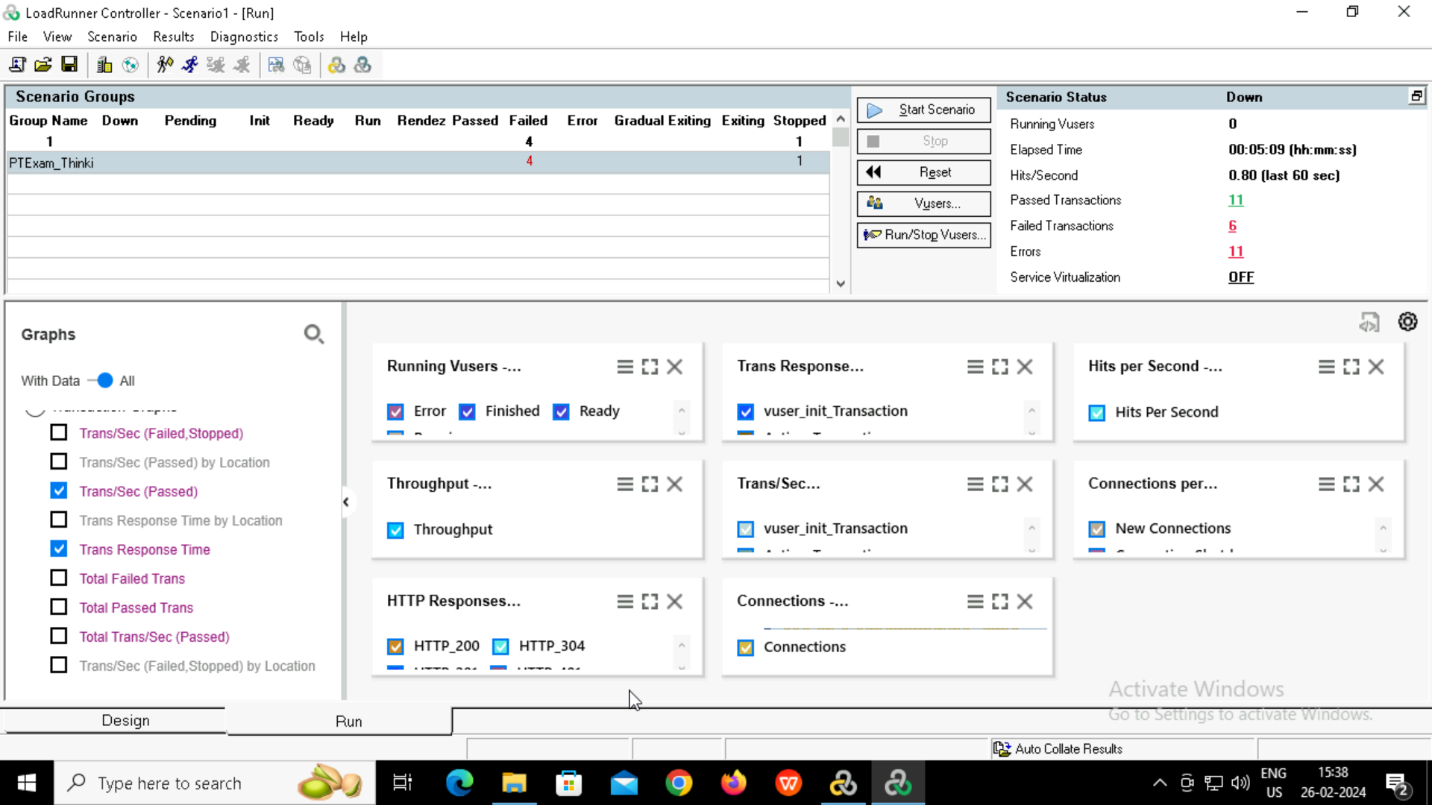 LoadRunner Controller - Scenario1 - [Run]
File View Scenario Results Diagnostics Tools Help
Scenario Groups
Group Name Down Pending Init Ready Run Rendez Passed Failed Error Gradual Exiting Exiting Stopped
1 4 1
PTExam_Thinki 4 1
Start Scenario
Stop
Reset
Vusers...
Run/Stop Vusers...
Scenario Status Down
Running Vusers 0
Elapsed Time 00:05:09 (hh:mm:ss)
Hits/Second 0.80 (last 60 sec)
Passed Transactions 11
Failed Transactions 6
Errors 11
Service Virtualization OFF
Graphs
With Data All
Trans/Sec (Failed,Stopped)
Trans/Sec (Passed) by Location
Trans/Sec (Passed)
Trans Response Time by Location
Trans Response Time
Total Failed Trans
Total Passed Trans
Total Trans/Sec (Passed)
Trans/Sec (Failed,Stopped) by Location
Running Vusers -...
Error Finished Ready
Trans Response...
vuser_init_Transaction
Hits per Second -...
Hits Per Second
Throughput -...
Throughput
Trans/Sec...
vuser_init_Transaction
Connections per...
New Connections
HTTP Responses...
HTTP_200 HTTP_304
Connections -...
Connections
Activate Windows
Go to Settings to activate Windows.
Design Run
Auto Collate Results
Type here to search
ENG
US
15:38
26-02-2024
2